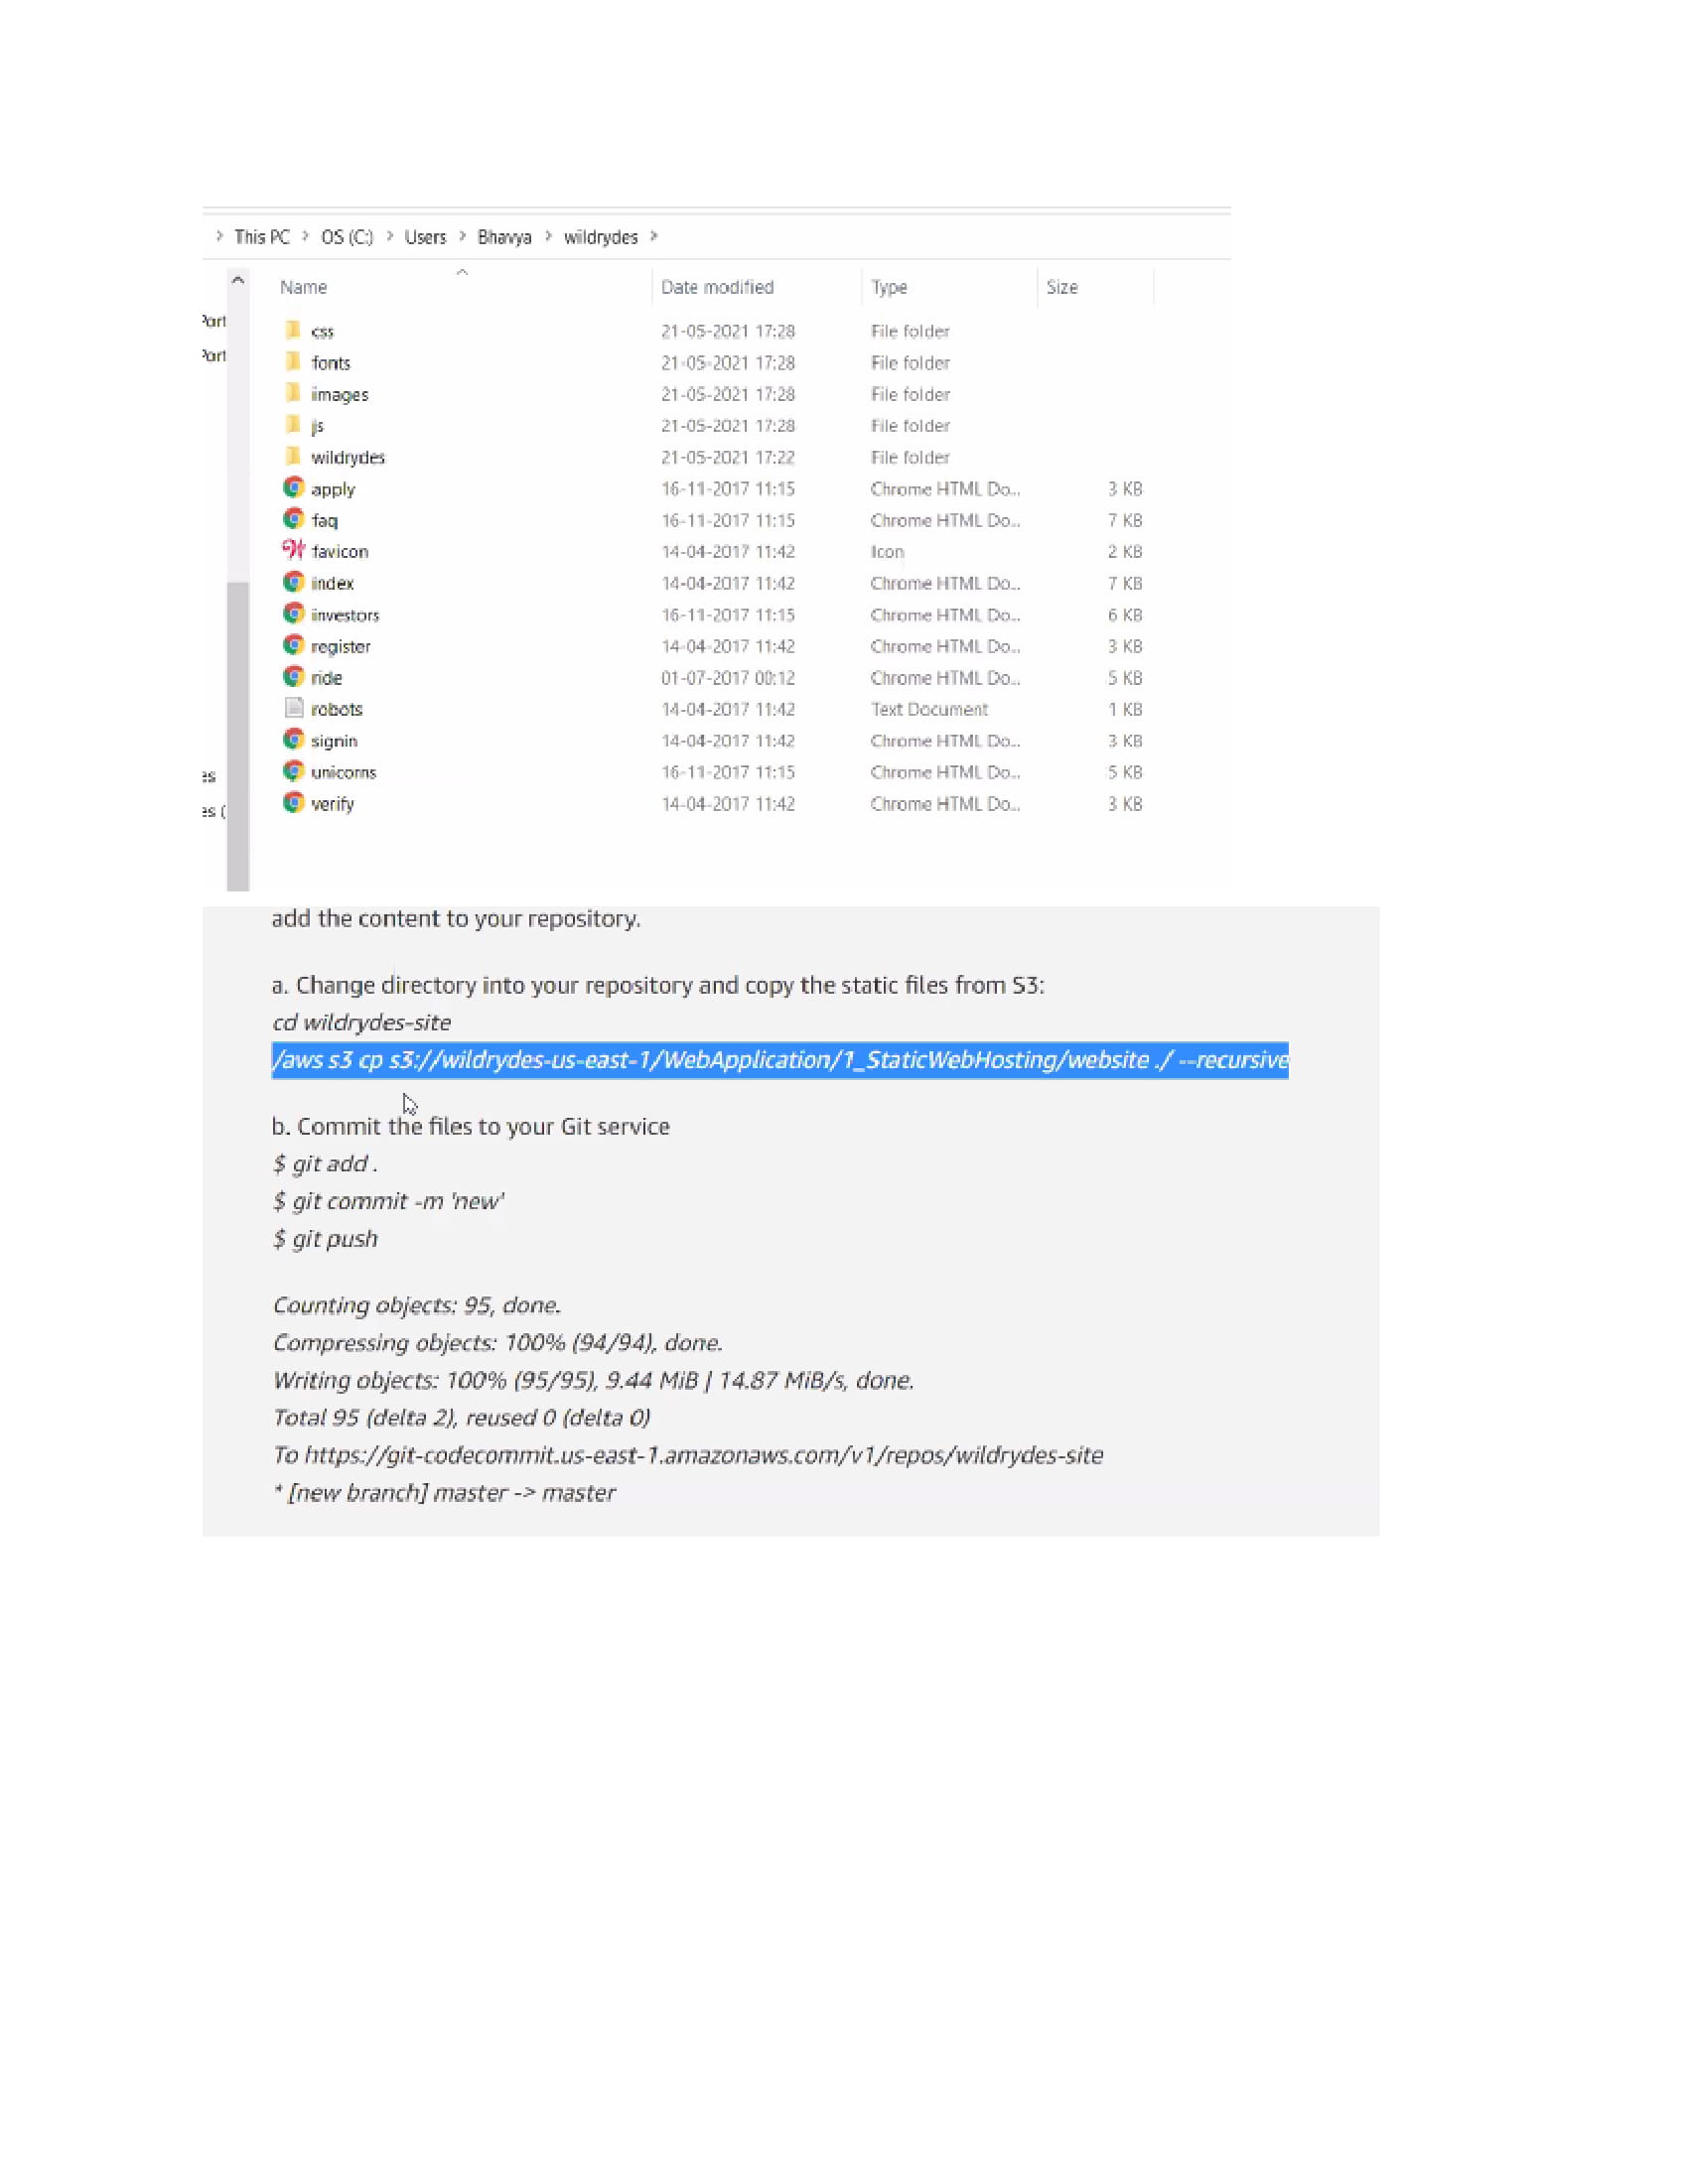 This PC > OS (C:) > Users > Bhavya > wildrydes >
Name Date modified Type Size
css 21-05-2021 17:28 File folder
fonts 21-05-2021 17:28 File folder
images 21-05-2021 17:28 File folder
js 21-05-2021 17:28 File folder
wildrydes 21-05-2021 17:22 File folder
apply 16-11-2017 11:15 Chrome HTML Do... 3 KB
faq 16-11-2017 11:15 Chrome HTML Do... 7 KB
favicon 14-04-2017 11:42 Icon 2 KB
index 14-04-2017 11:42 Chrome HTML Do... 7 KB
investors 16-11-2017 11:15 Chrome HTML Do... 6 KB
register 14-04-2017 11:42 Chrome HTML Do... 3 KB
ride 01-07-2017 00:12 Chrome HTML Do... 5 KB
robots 14-04-2017 11:42 Text Document 1 KB
signin 14-04-2017 11:42 Chrome HTML Do... 3 KB
unicorns 16-11-2017 11:15 Chrome HTML Do... 5 KB
verify 14-04-2017 11:42 Chrome HTML Do... 3 KB
add the content to your repository.
a. Change directory into your repository and copy the static files from S3:
cd wildrydes-site
/aws s3 cp s3://wildrydes-us-east-1/WebApplication/1_StaticWebHosting/website ./ --recursive
b. Commit the files to your Git service
$ git add .
$ git commit -m 'new'
$ git push
Counting objects: 95, done.
Compressing objects: 100% (94/94), done.
Writing objects: 100% (95/95), 9.44 MiB | 14.87 MiB/s, done.
Total 95 (delta 2), reused 0 (delta 0)
To https://git-codecommit.us-east-1.amazonaws.com/v1/repos/wildrydes-site
* [new branch] master -> master